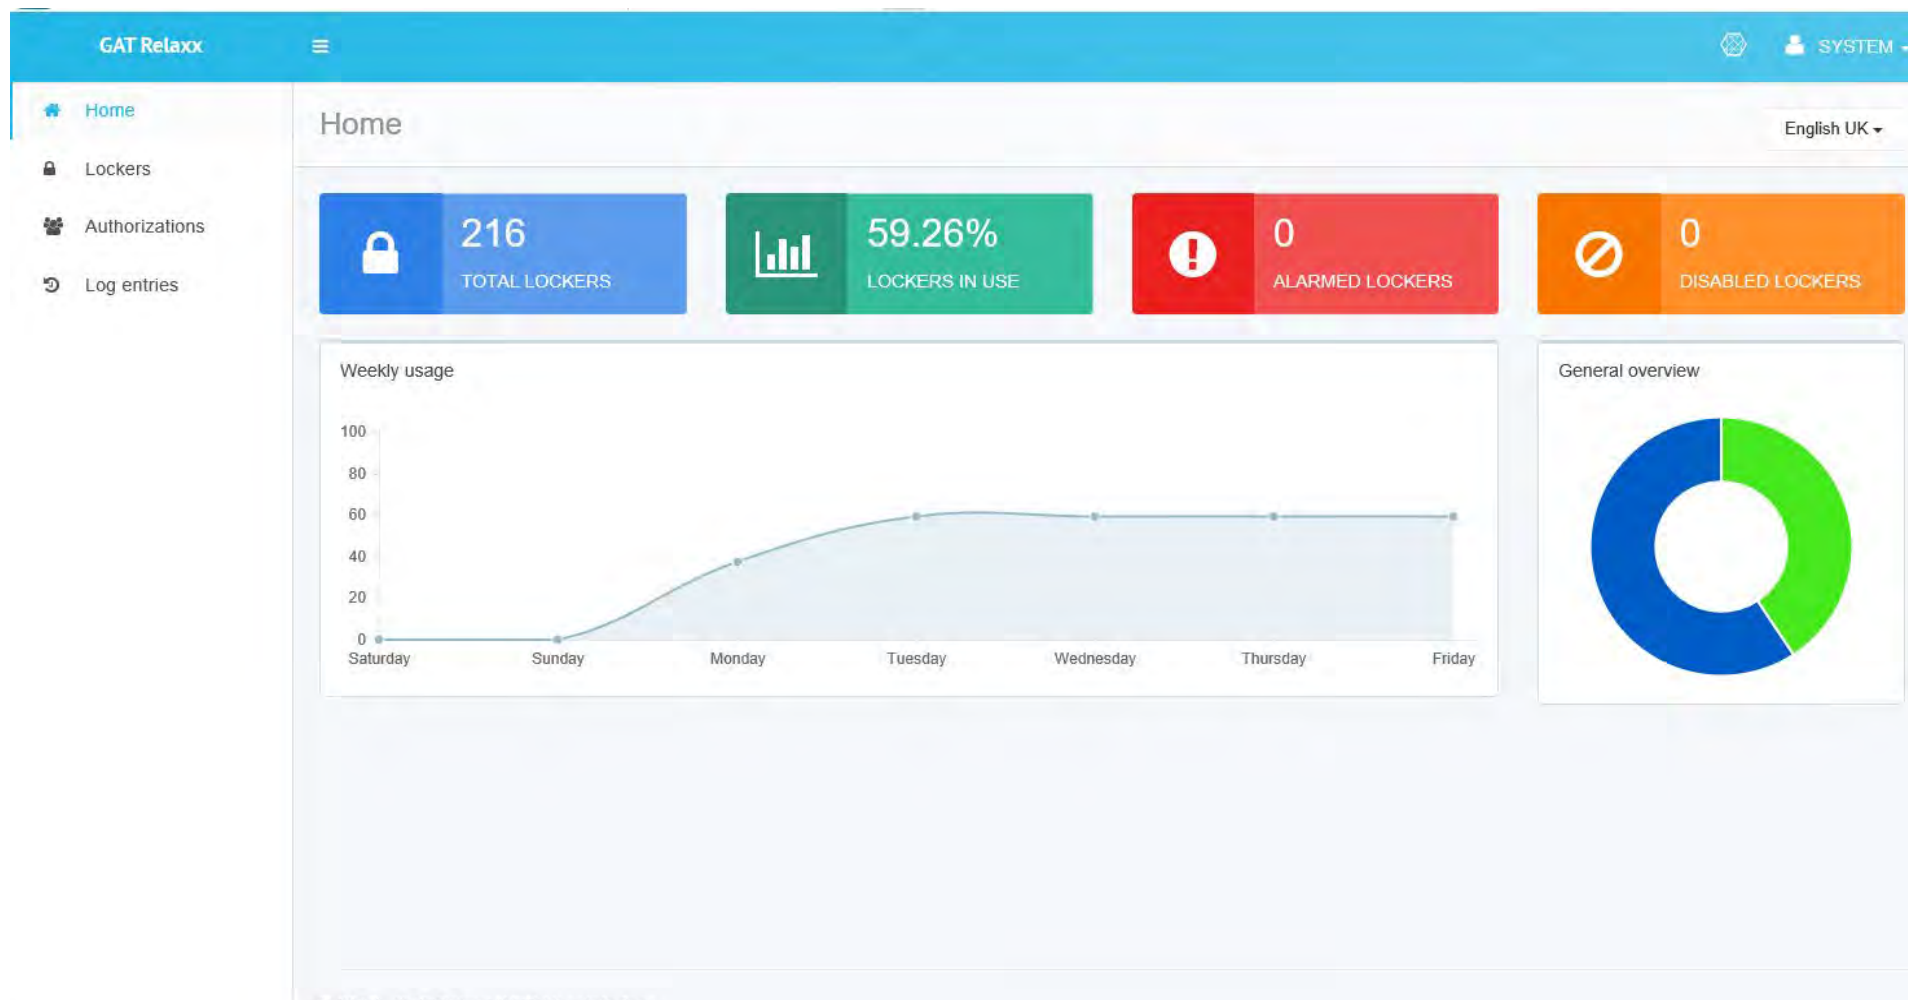 GAT Relaxx
SYSTEM
Home
Lockers
Authorizations
Log entries
Home
English UK
216
TOTAL LOCKERS
59.26%
LOCKERS IN USE
0
ALARMED LOCKERS
0
DISABLED LOCKERS
Weekly usage
100
80
60
40
20
0
Saturday Sunday Monday Tuesday Wednesday Thursday Friday
General overview